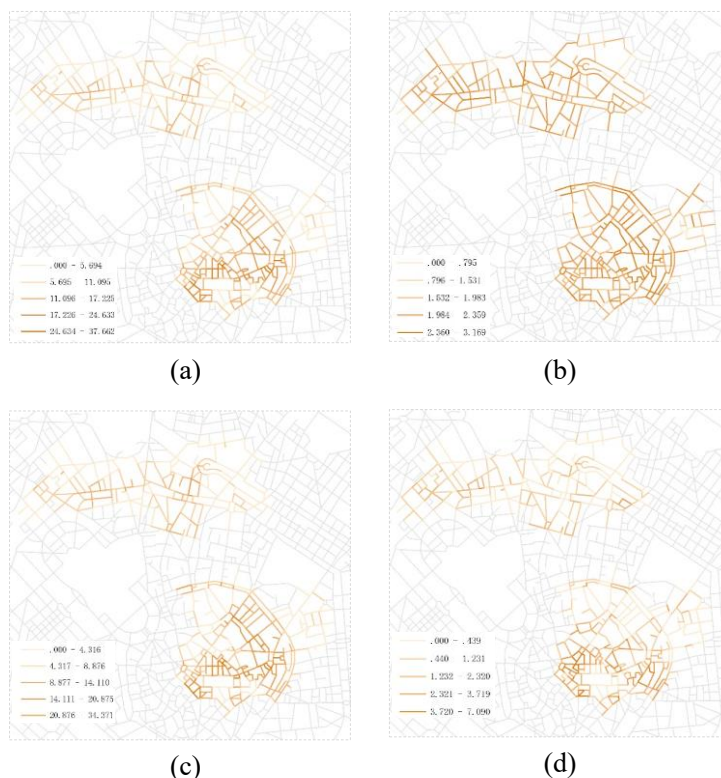 .000 - 5.694
5.695 - 11.095
11.096 - 17.225
17.226 - 24.633
24.634 - 37.662
(a)
.000 .795
.796 - 1.531
1.532 - 1.983
1.984 - 2.359
2.360 3.169
(b)
.000 - 4.316
4.317 - 8.876
8.877 - 14.110
14.111 - 20.875
20.876 34.371
(c)
.000 - .439
.440 1.231
1.232 - 2.320
2.321 - 3.719
3.720 - 7.090
(d)